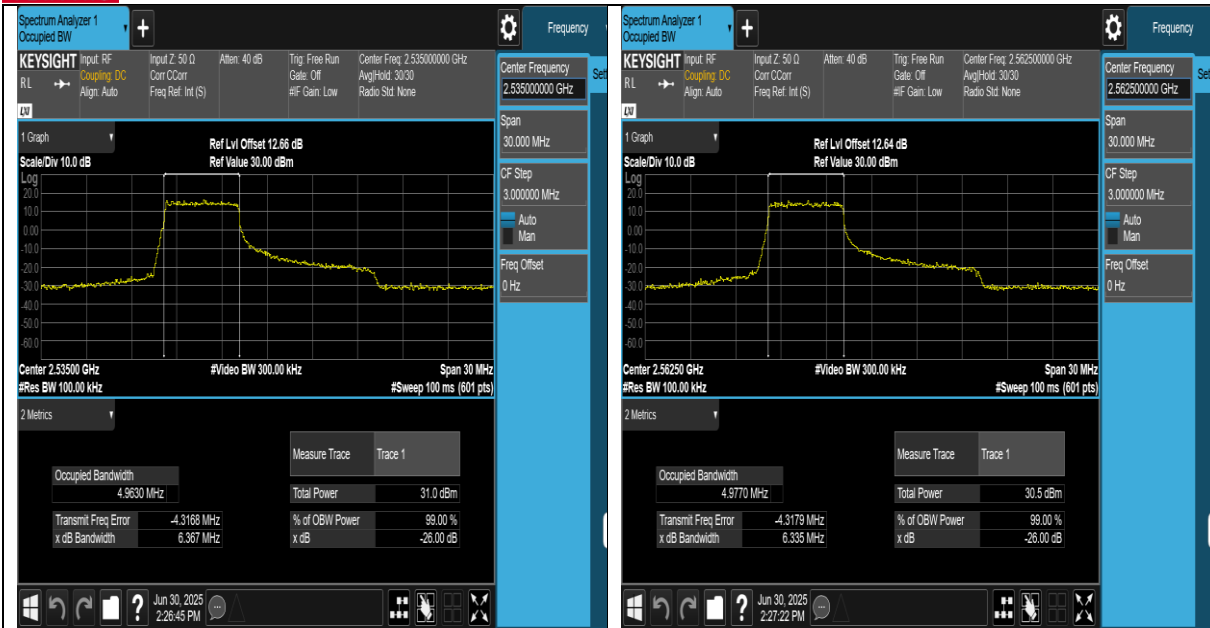 Spectrum Analyzer 1
Occupied BW
+
Frequency
KEYSIGHT Input: RF Input Z: 50 Ω Atten: 40 dB Trig: Free Run Center Freq: 2.535000000 GHz
RL Coupling: DC Corr CCorr Gate: Off Avg|Hold: 30/30
Align: Auto Freq Ref: Int (S) #IF Gain: Low Radio Std: None
LXI
Center Frequency
2.535000000 GHz
Set
Span
30.000 MHz
CF Step
3.000000 MHz
Auto
Man
Freq Offset
0 Hz
1 Graph
Ref Lvl Offset 12.66 dB
Scale/Div 10.0 dB Ref Value 30.00 dBm
Log
20.0
10.0
0.00
-10.0
-20.0
-30.0
-40.0
-50.0
-60.0
Center 2.53500 GHz #Video BW 300.00 kHz Span 30 MHz
#Res BW 100.00 kHz #Sweep 100 ms (601 pts)
2 Metrics
Measure Trace Trace 1
Occupied Bandwidth
4.9630 MHz
Total Power 31.0 dBm
Transmit Freq Error -4.3168 MHz % of OBW Power 99.00 %
x dB Bandwidth 6.367 MHz x dB -26.00 dB
? Jun 30, 2025
2:26:45 PM
Spectrum Analyzer 1
Occupied BW
+
Frequency
KEYSIGHT Input: RF Input Z: 50 Ω Atten: 40 dB Trig: Free Run Center Freq: 2.562500000 GHz
RL Coupling: DC Corr CCorr Gate: Off Avg|Hold: 30/30
Align: Auto Freq Ref: Int (S) #IF Gain: Low Radio Std: None
LXI
Center Frequency
2.562500000 GHz
Set
Span
30.000 MHz
CF Step
3.000000 MHz
Auto
Man
Freq Offset
0 Hz
1 Graph
Ref Lvl Offset 12.64 dB
Scale/Div 10.0 dB Ref Value 30.00 dBm
Log
20.0
10.0
0.00
-10.0
-20.0
-30.0
-40.0
-50.0
-60.0
Center 2.56250 GHz #Video BW 300.00 kHz Span 30 MHz
#Res BW 100.00 kHz #Sweep 100 ms (601 pts)
2 Metrics
Measure Trace Trace 1
Occupied Bandwidth
4.9770 MHz
Total Power 30.5 dBm
Transmit Freq Error -4.3179 MHz % of OBW Power 99.00 %
x dB Bandwidth 6.335 MHz x dB -26.00 dB
? Jun 30, 2025
2:27:22 PM